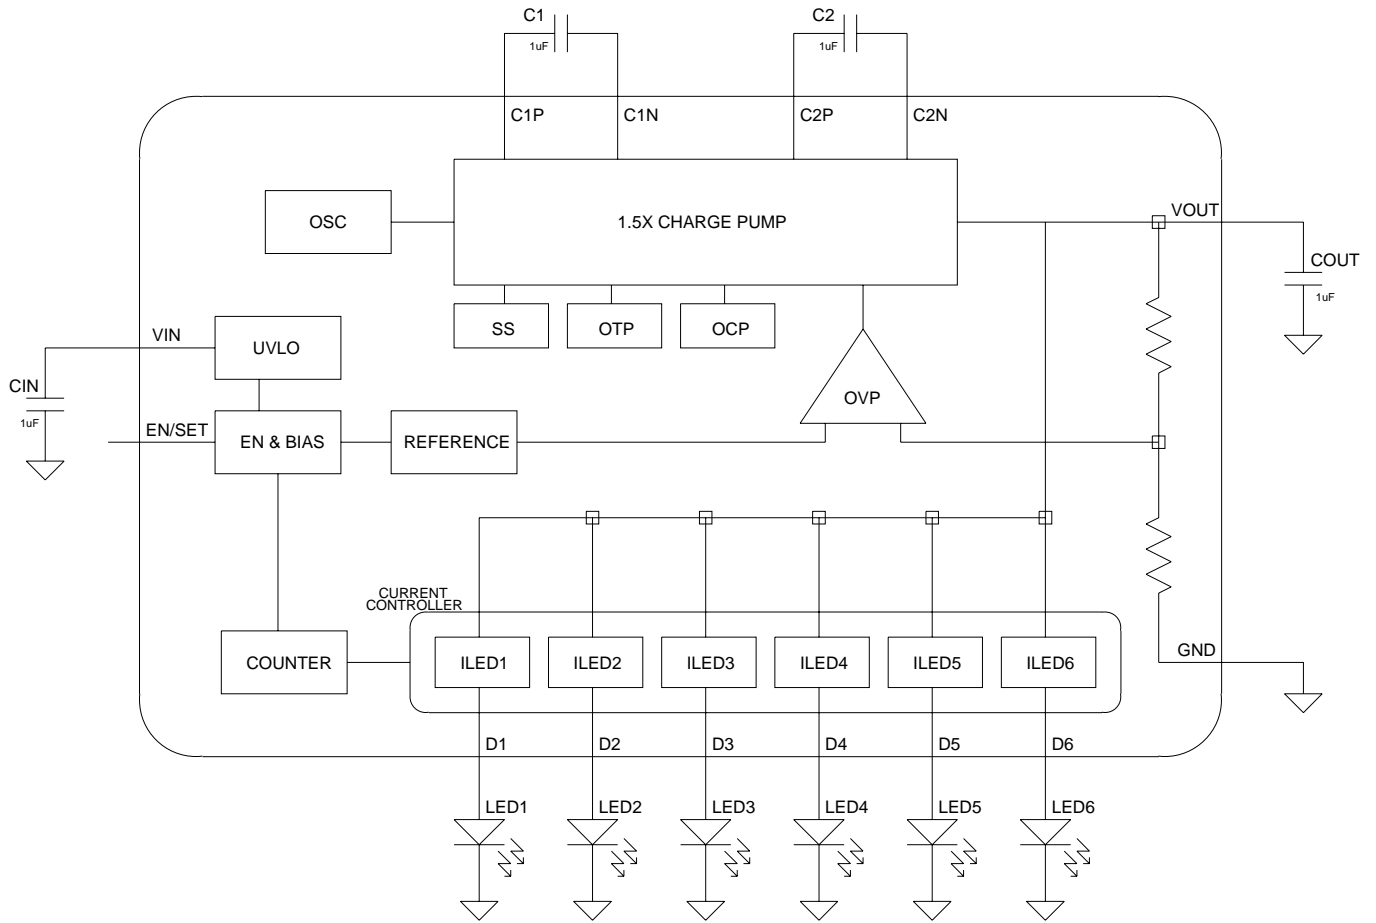 C1
1uF
C2
1uF
C1P
C1N
C2P
C2N
OSC
1.5X CHARGE PUMP
VOUT
COUT
1uF
SS
OTP
OCP
VIN
UVLO
CIN
1uF
OVP
EN/SET
EN & BIAS
REFERENCE
CURRENT
CONTROLLER
COUNTER
ILED1
ILED2
ILED3
ILED4
ILED5
ILED6
GND
D1
D2
D3
D4
D5
D6
LED1
LED2
LED3
LED4
LED5
LED6